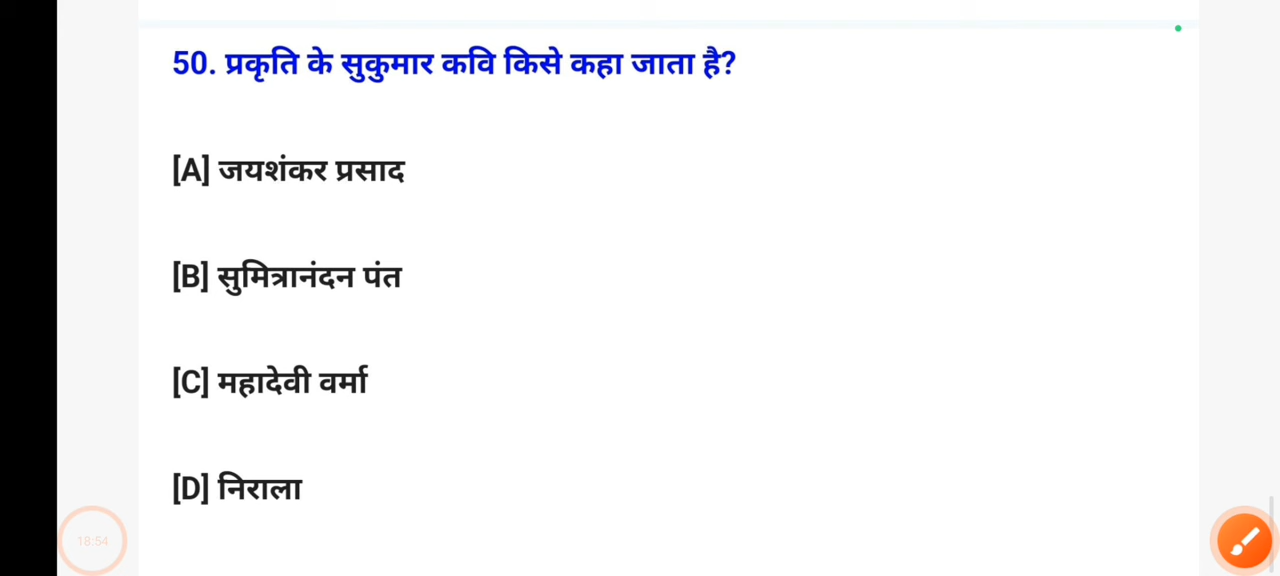 50. प्रकृति के सुकुमार कवि किसे कहा जाता है?
[A] जयशंकर प्रसाद
[B] सुमित्रानंदन पंत
[C] महादेवी वर्मा
[D] निराला
18:54